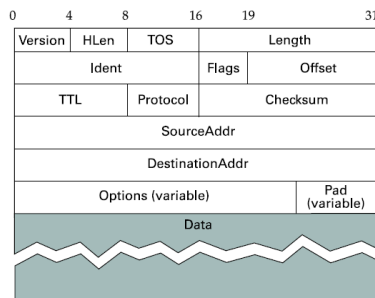 0 4 8 16 19 31
Version HLen TOS Length
Ident Flags Offset
TTL Protocol Checksum
SourceAddr
DestinationAddr
Options (variable) Pad
(variable)
Data